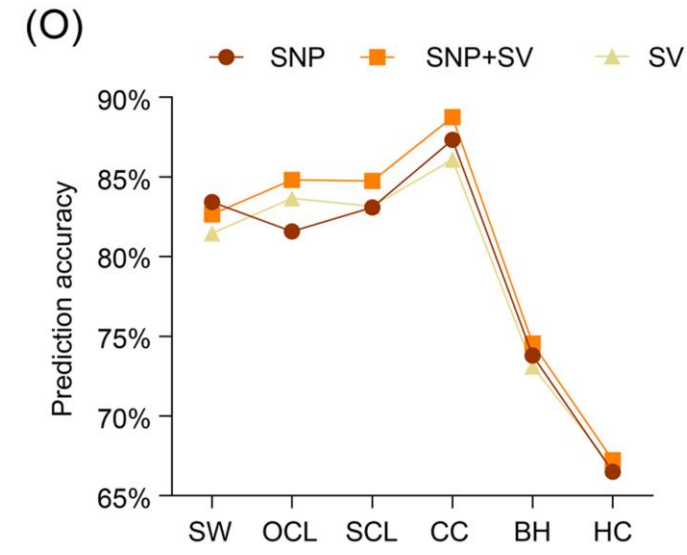 (O)
SNP SNP+SV SV
90%
85%
80%
75%
70%
65%
Prediction accuracy
SW OCL SCL CC BH HC